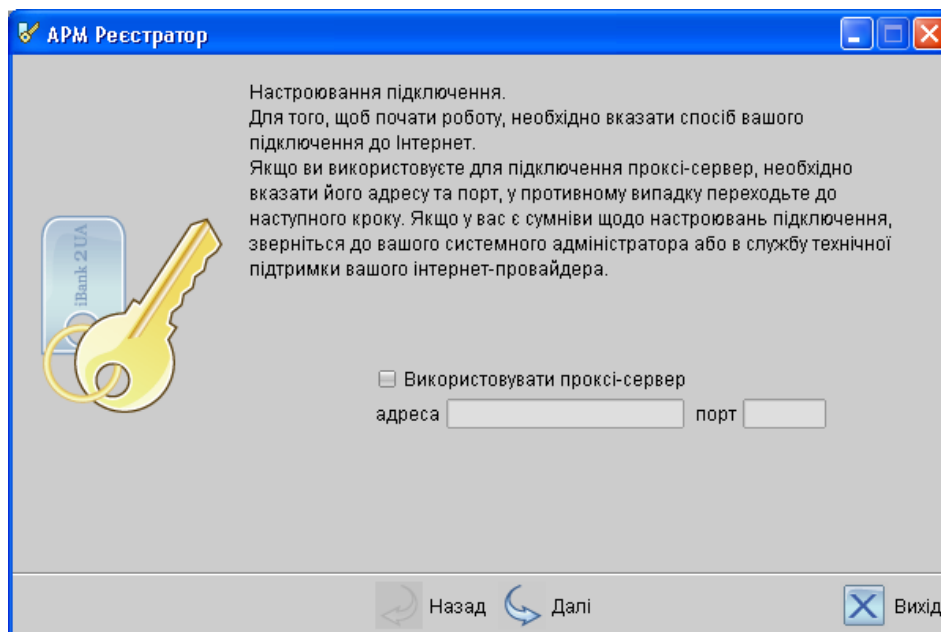 АРМ Реєстратор
Настроювання підключення.
Для того, щоб почати роботу, необхідно вказати спосіб вашого
підключення до Інтернет.
Якщо ви використовуєте для підключення проксі-сервер, необхідно
вказати його адресу та порт, у противному випадку переходьте до
наступного кроку. Якщо у вас є сумніви щодо настроювань підключення,
зверніться до вашого системного адміністратора або в службу технічної
підтримки вашого інтернет-провайдера.
iBank 2 UA
Використовувати проксі-сервер
адреса порт
Назад Далі Вихід